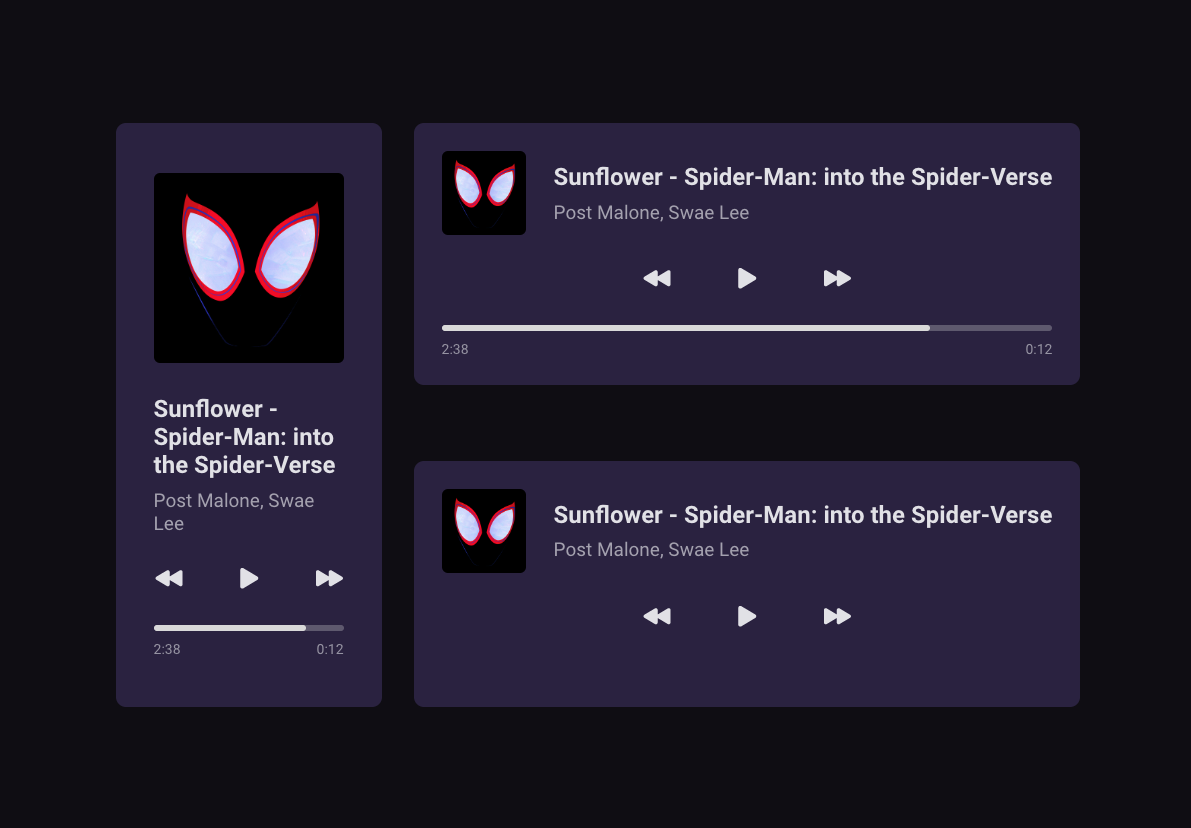 Sunflower -
Spider-Man: into
the Spider-Verse
Post Malone, Swae
Lee
2:38 0:12
Sunflower - Spider-Man: into the Spider-Verse
Post Malone, Swae Lee
2:38 0:12
Sunflower - Spider-Man: into the Spider-Verse
Post Malone, Swae Lee